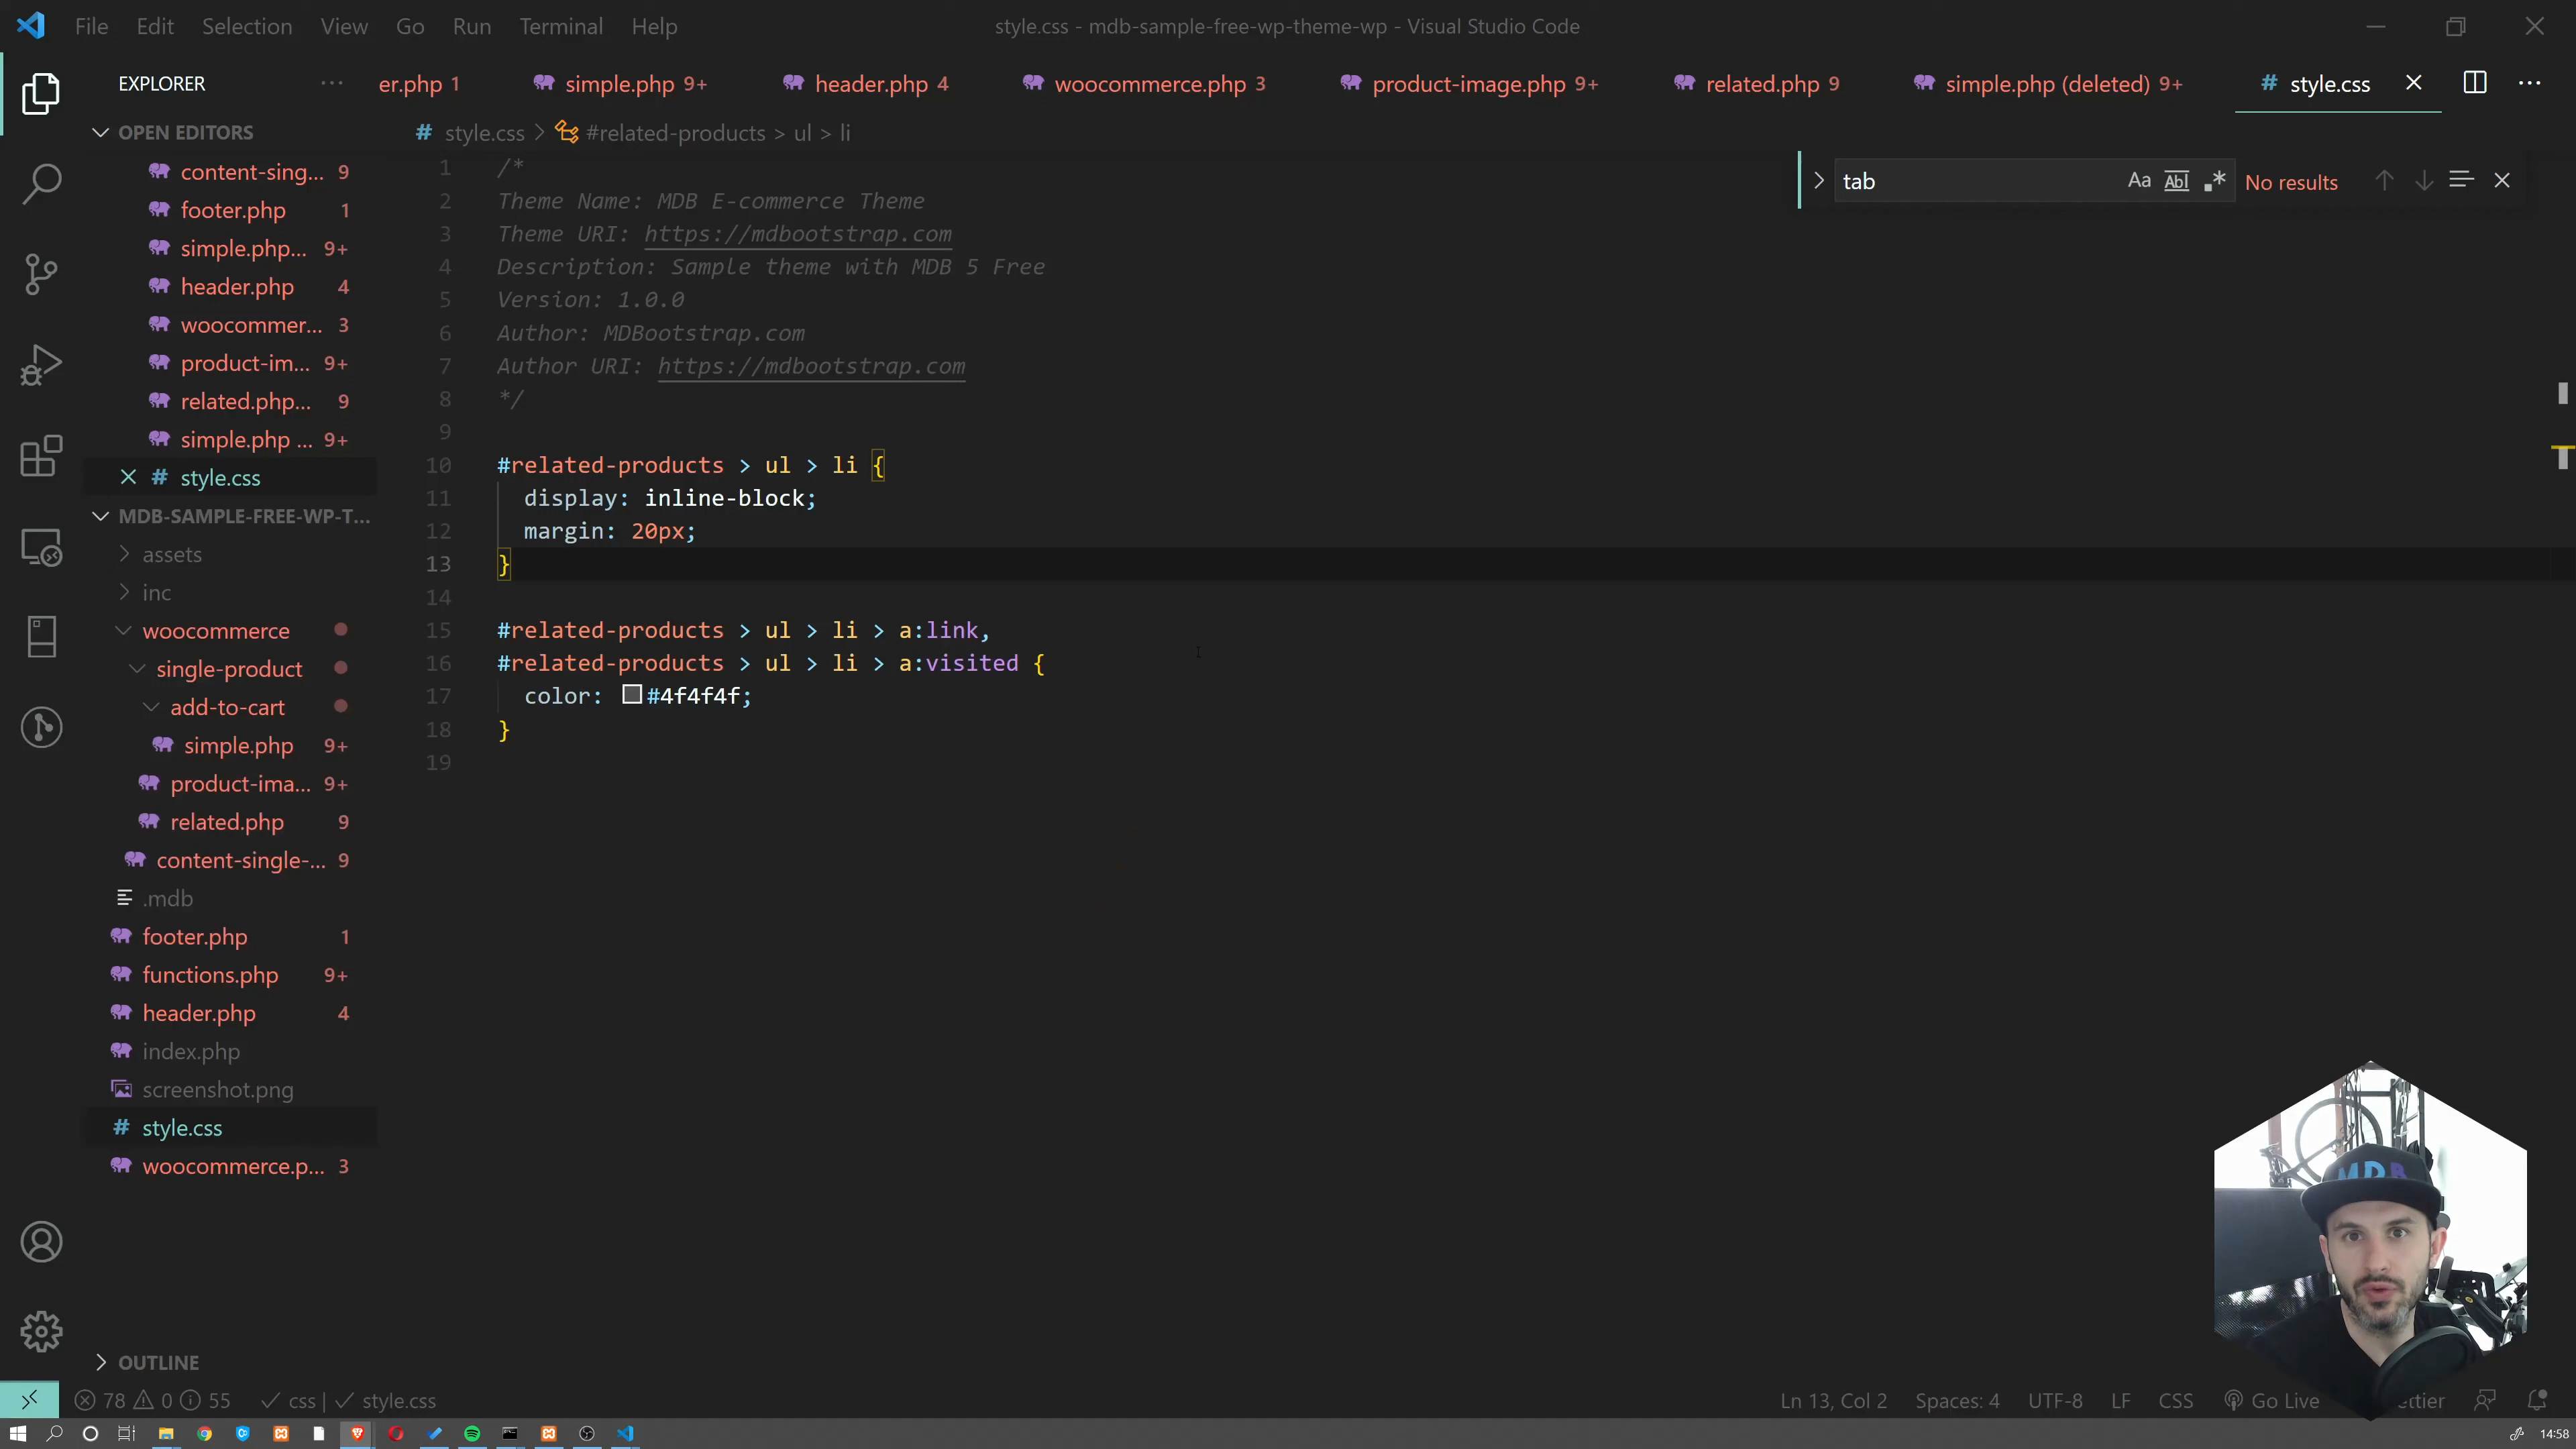 File Edit Selection View Go Run Terminal Help
style.css - mdb-sample-free-wp-theme-wp - Visual Studio Code
EXPLORER ···
er.php 1
simple.php 9+
header.php 4
woocommerce.php 3
product-image.php 9+
related.php 9
simple.php (deleted) 9+
# style.css
OPEN EDITORS
content-sing... 9
footer.php 1
simple.php... 9+
header.php 4
woocommer... 3
product-im... 9+
related.php... 9
simple.php ... 9+
# style.css
MDB-SAMPLE-FREE-WP-T...
assets
inc
woocommerce
single-product
add-to-cart
simple.php 9+
product-ima... 9+
related.php 9
content-single-... 9
.mdb
footer.php 1
functions.php 9+
header.php 4
index.php
screenshot.png
# style.css
woocommerce.p... 3
OUTLINE
# style.css > #related-products > ul > li
tab
Aa Abl .* No results
1 /*
2 Theme Name: MDB E-commerce Theme
3 Theme URI: https://mdbootstrap.com
4 Description: Sample theme with MDB 5 Free
5 Version: 1.0.0
6 Author: MDBootstrap.com
7 Author URI: https://mdbootstrap.com
8 */
9
10 #related-products > ul > li {
11 display: inline-block;
12 margin: 20px;
13 }
14
15 #related-products > ul > li > a:link,
16 #related-products > ul > li > a:visited {
17 color: #4f4f4f;
18 }
19
MDB
78 0 55 css | style.css
Ln 13, Col 2 Spaces: 4 UTF-8 LF CSS Go Live
14:58